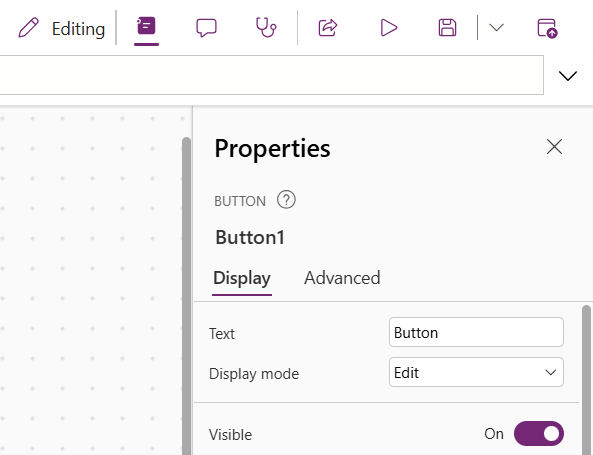 Editing
Properties
BUTTON ?
Button1
Display Advanced
Text Button
Display mode Edit
Visible On